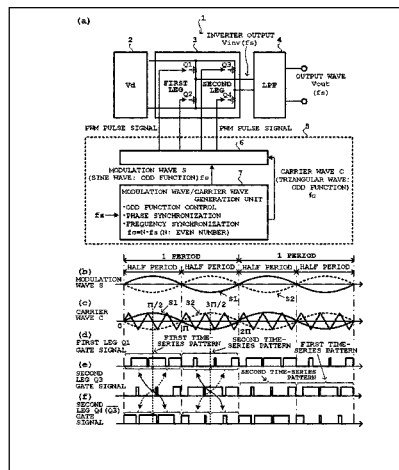 (a)
1
2
3
INVERTER OUTPUT
Vinv(fs)
4
Q1
Q3
Vd
FIRST
LEG
SECOND
LEG
LPF
Q2
Q4
OUTPUT WAVE
Vout
(fs)
PWM PULSE SIGNAL
PWM PULSE SIGNAL
5
6
MODULATION WAVE S
(SINE WAVE: ODD FUNCTION)fs
CARRIER WAVE C
(TRIANGULAR WAVE:
ODD FUNCTION)
fc
7
MODULATION WAVE/CARRIER WAVE
GENERATION UNIT
・ODD FUNCTION CONTROL
・PHASE SYNCHRONIZATION
・FREQUENCY SYNCHRONIZATION
fc=N*fs(N: EVEN NUMBER)
fs
1 PERIOD
1 PERIOD
HALF PERIOD
HALF PERIOD
HALF PERIOD
HALF PERIOD
(b)
MODULATION
WAVE S
S1
S2
(c)
CARRIER
WAVE C
0
Π/2
S1
S2
3Π/2
Π
2Π
(d)
FIRST LEG Q1
GATE SIGNAL
FIRST TIME-
SERIES PATTERN
SECOND TIME-
SERIES PATTERN
(e)
SECOND
LEG Q3
GATE SIGNAL
SECOND TIME-
SERIES PATTERN
FIRST TIME-
SERIES PATTERN
(f)
SECOND
LEG Q4(Q3)
GATE
SIGNAL